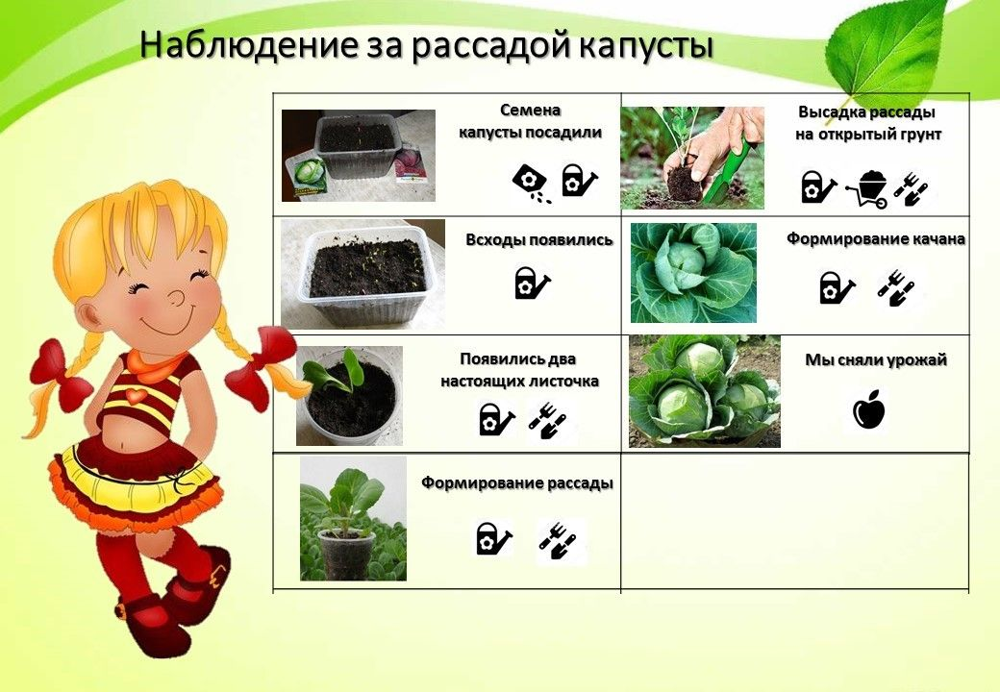 Наблюдение за рассадой капусты
Семена
капусты посадили
Всходы появились
Появились два
настоящих листочка
Формирование рассады
Высадка рассады
на открытый грунт
Формирование качана
Мы сняли урожай